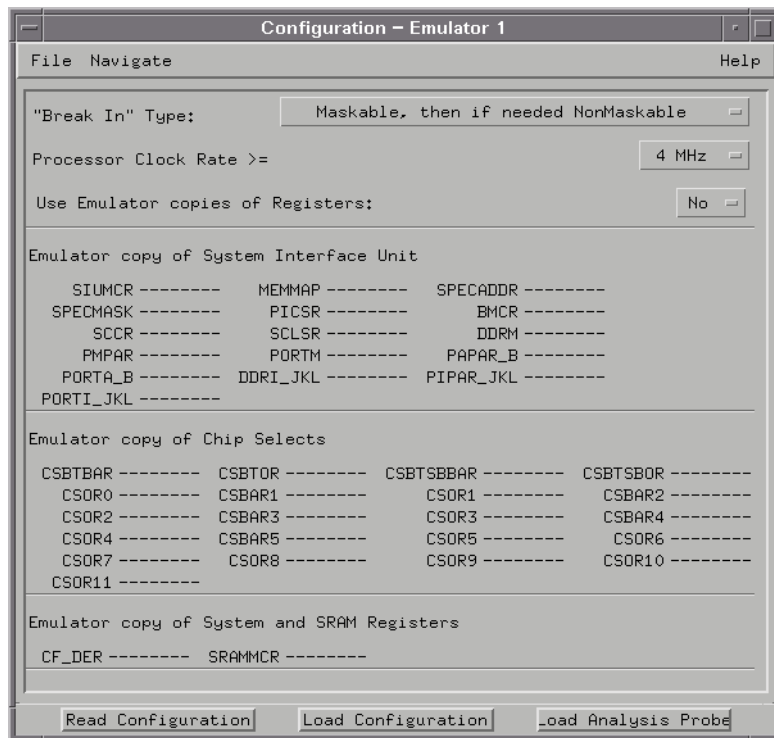 Configuration – Emulator 1
File Navigate Help
"Break In" Type: Maskable, then if needed NonMaskable
Processor Clock Rate >= 4 MHz
Use Emulator copies of Registers: No
Emulator copy of System Interface Unit
SIUMCR -------- MEMMAP -------- SPECADDR --------
SPECMASK -------- PICSR -------- BMCR --------
SCCR -------- SCLSR -------- DDRM --------
PMPAR -------- PORTM -------- PAPAR_B --------
PORTA_B -------- DDRI_JKL -------- PIPAR_JKL --------
PORTI_JKL --------
Emulator copy of Chip Selects
CSBTBAR -------- CSBTOR -------- CSBTSBBAR -------- CSBTSBOR --------
CSOR0 -------- CSBAR1 -------- CSOR1 -------- CSBAR2 --------
CSOR2 -------- CSBAR3 -------- CSOR3 -------- CSBAR4 --------
CSOR4 -------- CSBAR5 -------- CSOR5 -------- CSOR6 --------
CSOR7 -------- CSOR8 -------- CSOR9 -------- CSOR10 --------
CSOR11 --------
Emulator copy of System and SRAM Registers
CF_DER -------- SRAMMCR --------
Read Configuration Load Configuration Load Analysis Probe